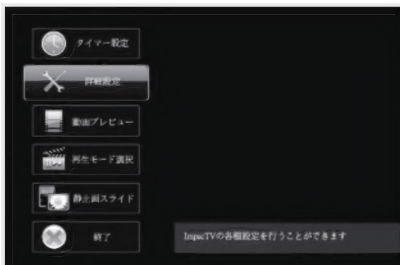 タイマー設定
詳細設定
動画プレビュー
再生モード選択
静止画スライド
終了
ImpacTVの各種設定を行うことができます